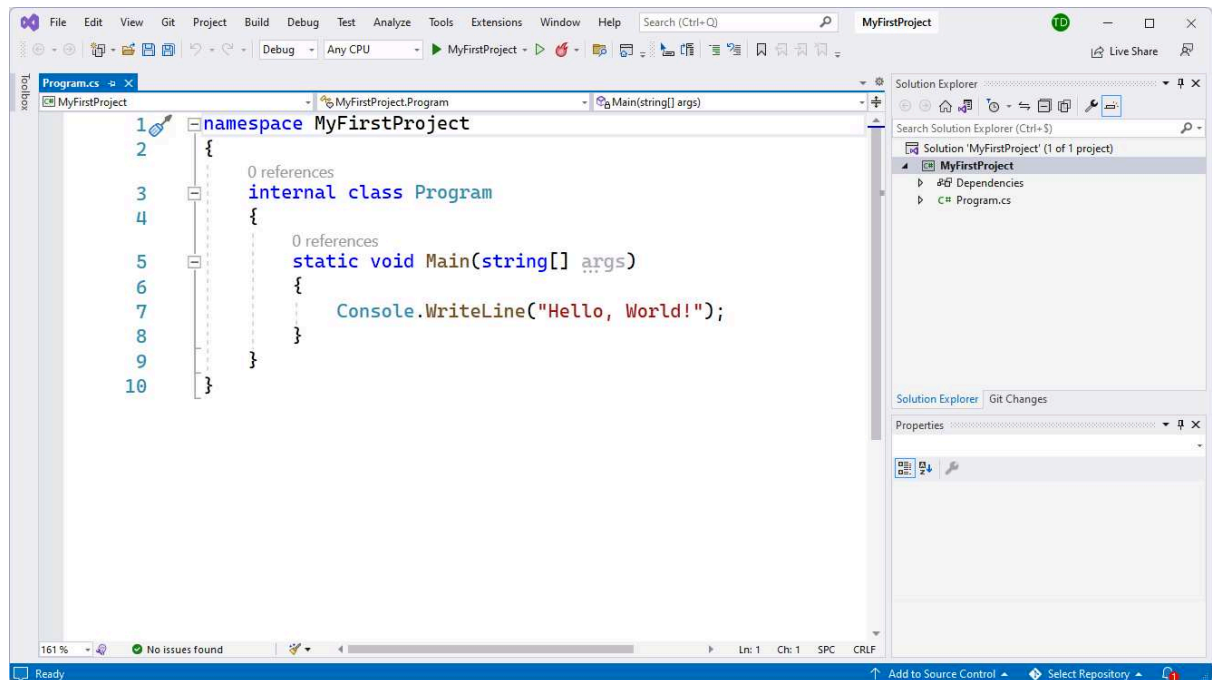 File Edit View Git Project Build Debug Test Analyze Tools Extensions Window Help Search (Ctrl+Q) MyFirstProject TD
Debug Any CPU MyFirstProject Live Share
Toolbox
Program.cs
C# MyFirstProject MyFirstProject.Program Main(string[] args)
1 namespace MyFirstProject
2 {
0 references
3 internal class Program
4 {
0 references
5 static void Main(string[] args)
6 {
7 Console.WriteLine("Hello, World!");
8 }
9 }
10 }
161 % No issues found Ln: 1 Ch: 1 SPC CRLF
Solution Explorer
Search Solution Explorer (Ctrl+$)
Solution 'MyFirstProject' (1 of 1 project)
C# MyFirstProject
Dependencies
C# Program.cs
Solution Explorer Git Changes
Properties
Ready Add to Source Control Select Repository 1